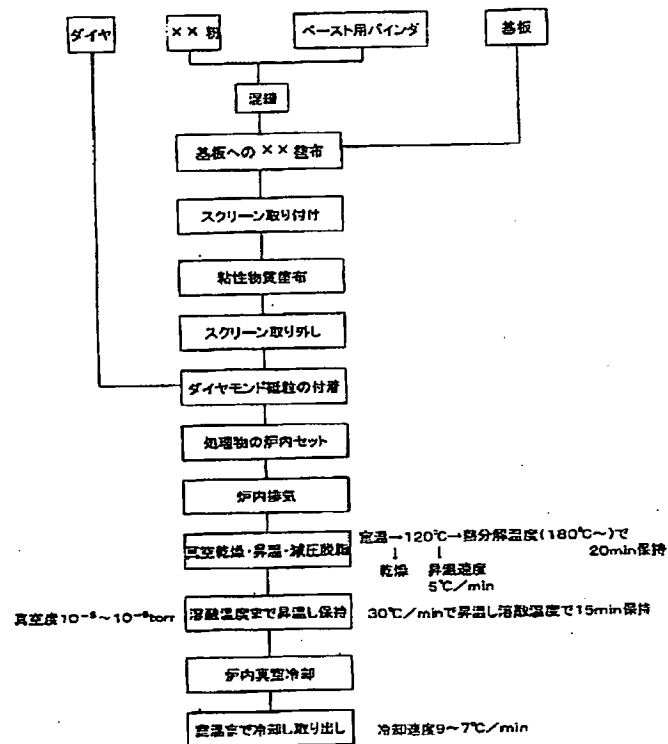 ダイヤ
××粉
ペースト用バインダ
基板
混練
基板への××塗布
スクリーン取り付け
粘性物質塗布
スクリーン取り外し
ダイヤモンド砥粒の付着
処理物の炉内セット
炉内排気
真空乾燥・昇温・減圧脱脂
室温→120℃→熱分解温度(180℃~)で
20min保持
↓ ↓
乾燥 昇温速度
5℃/min
真空度10⁻⁵~10⁻⁶torr
溶融温度まで昇温し保持
30℃/minで昇温し溶融温度で15min保持
炉内真空冷却
室温まで冷却し取り出し
冷却速度9~7℃/min